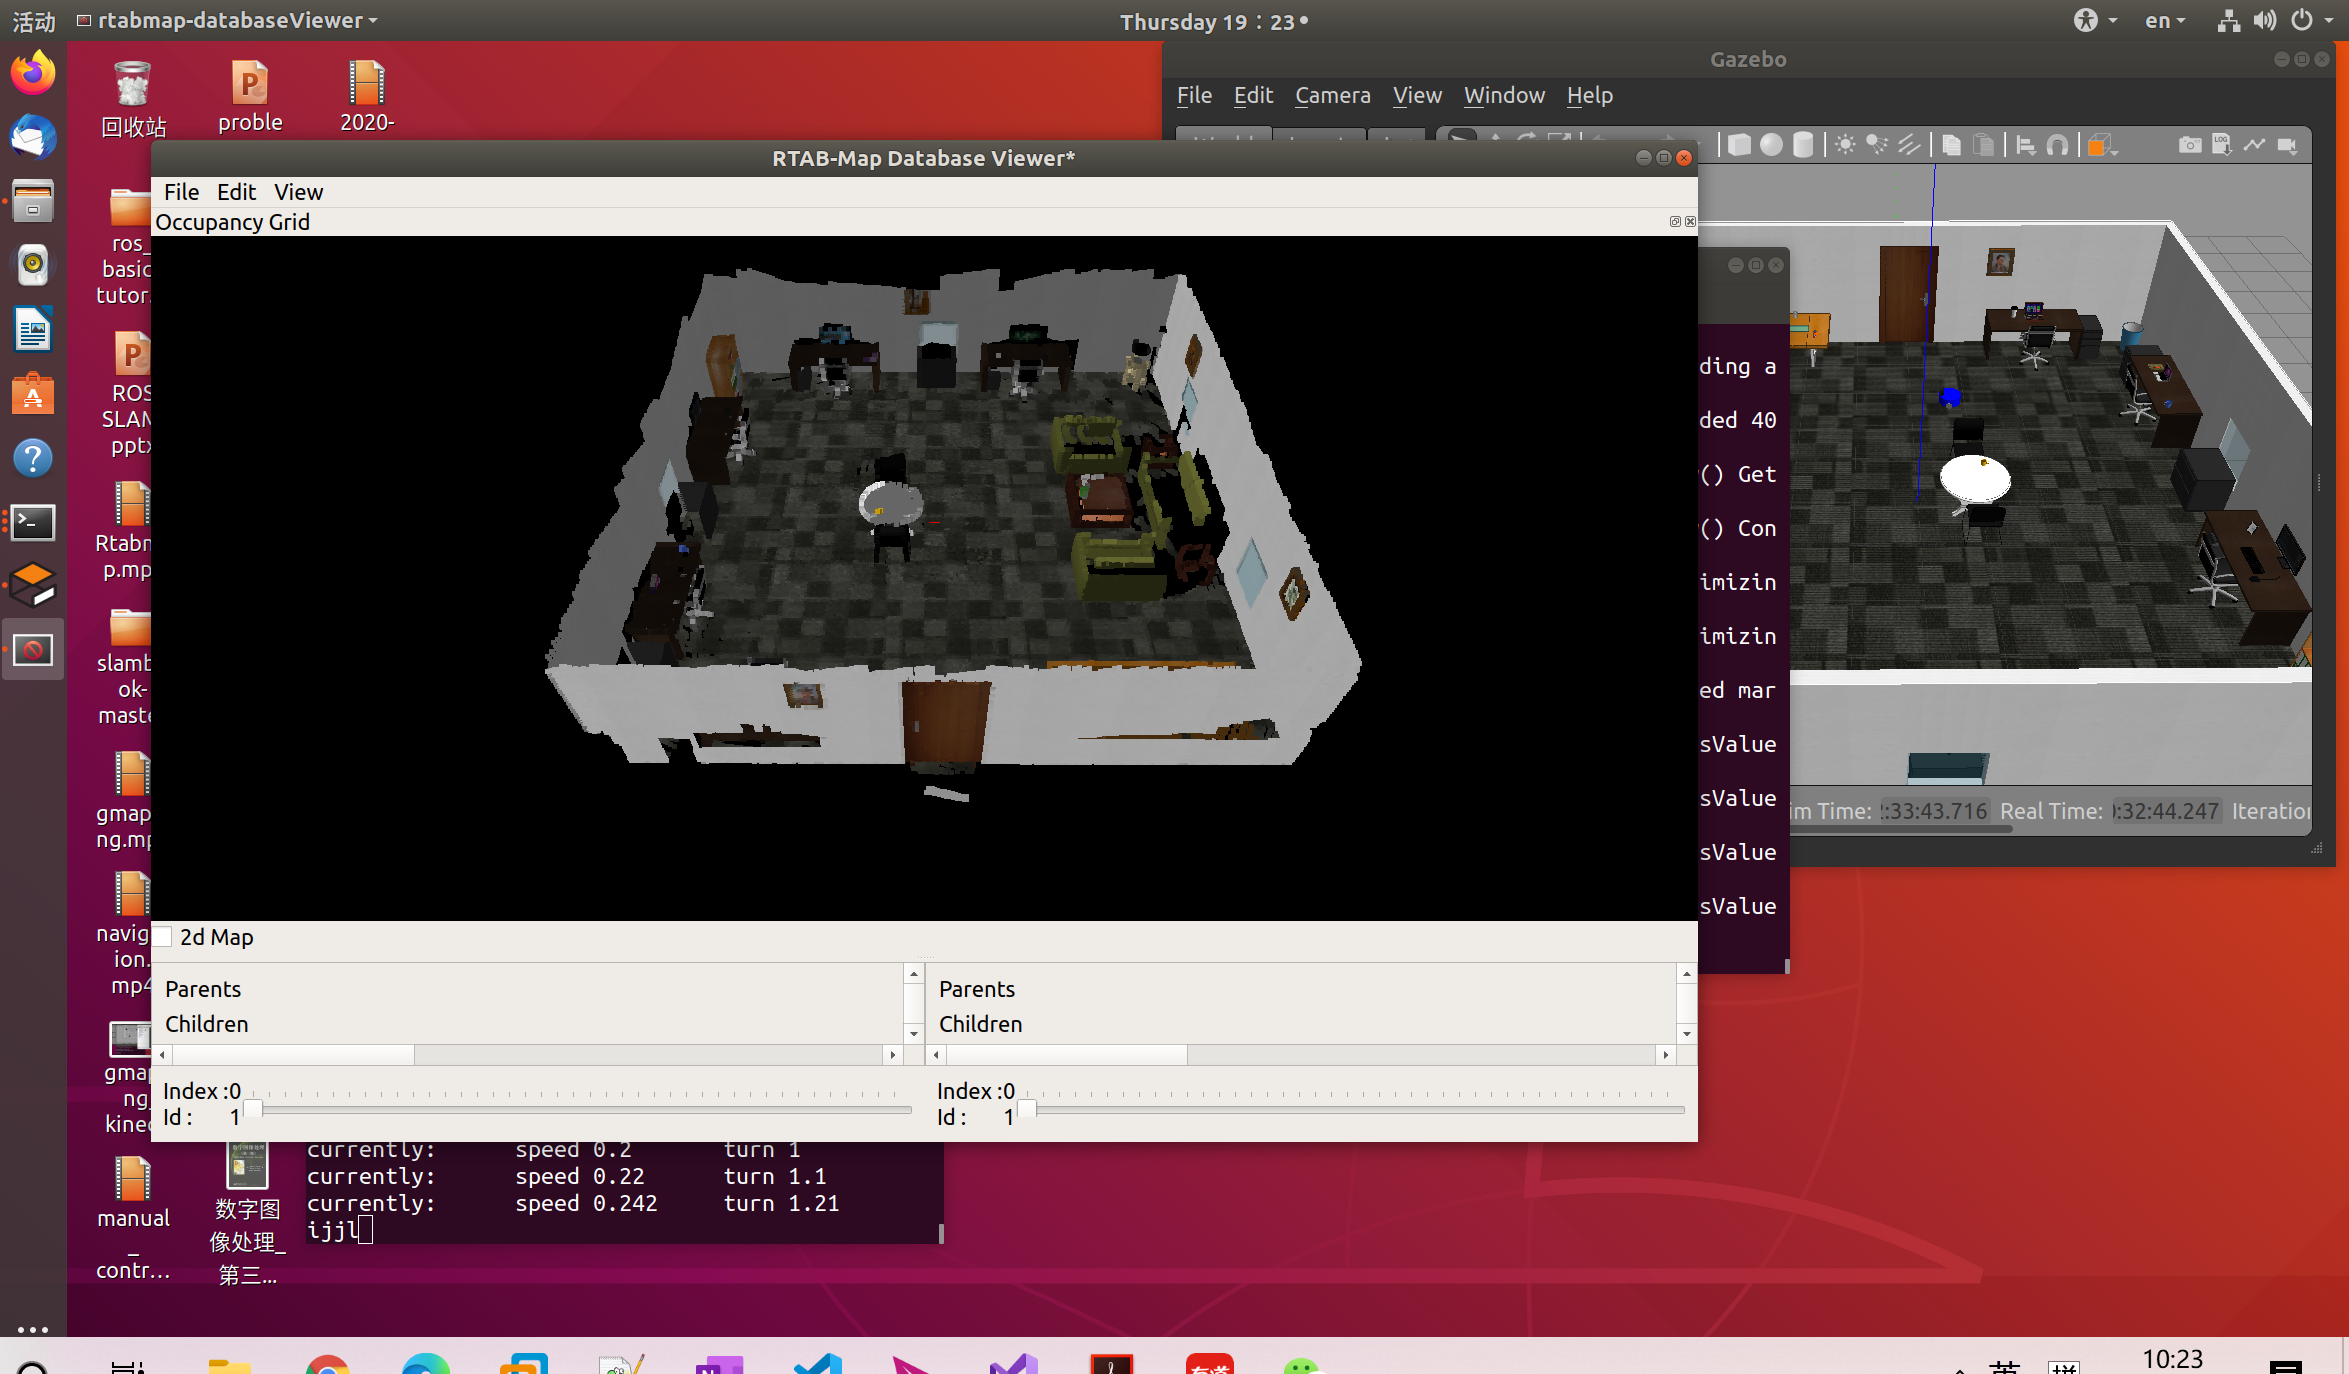 活动
rtabmap-databaseViewer
Thursday 19：23
en
回收站
proble
2020-
ros_
basic
tutor.
ROS
SLAM
pptx
Rtabm
p.mp
slamb
ok-
maste
gmap
ng.mp
navig
ion.
mp4
gmap
ng_
kinec
manual
_
contr…
数字图
像处理_
第三...
Gazebo
File Edit Camera View Window Help
RTAB-Map Database Viewer*
File Edit View
Occupancy Grid
2d Map
Parents
Children
Index :0
Id : 1
Parents
Children
Index :0
Id : 1
ding a
ded 40
() Get
() Con
imizin
imizin
ed mar
sValue
sValue
sValue
sValue
im Time: :33:43.716 Real Time: :32:44.247 Iteration
currently: speed 0.2 turn 1
currently: speed 0.22 turn 1.1
currently: speed 0.242 turn 1.21
ijjl
10:23